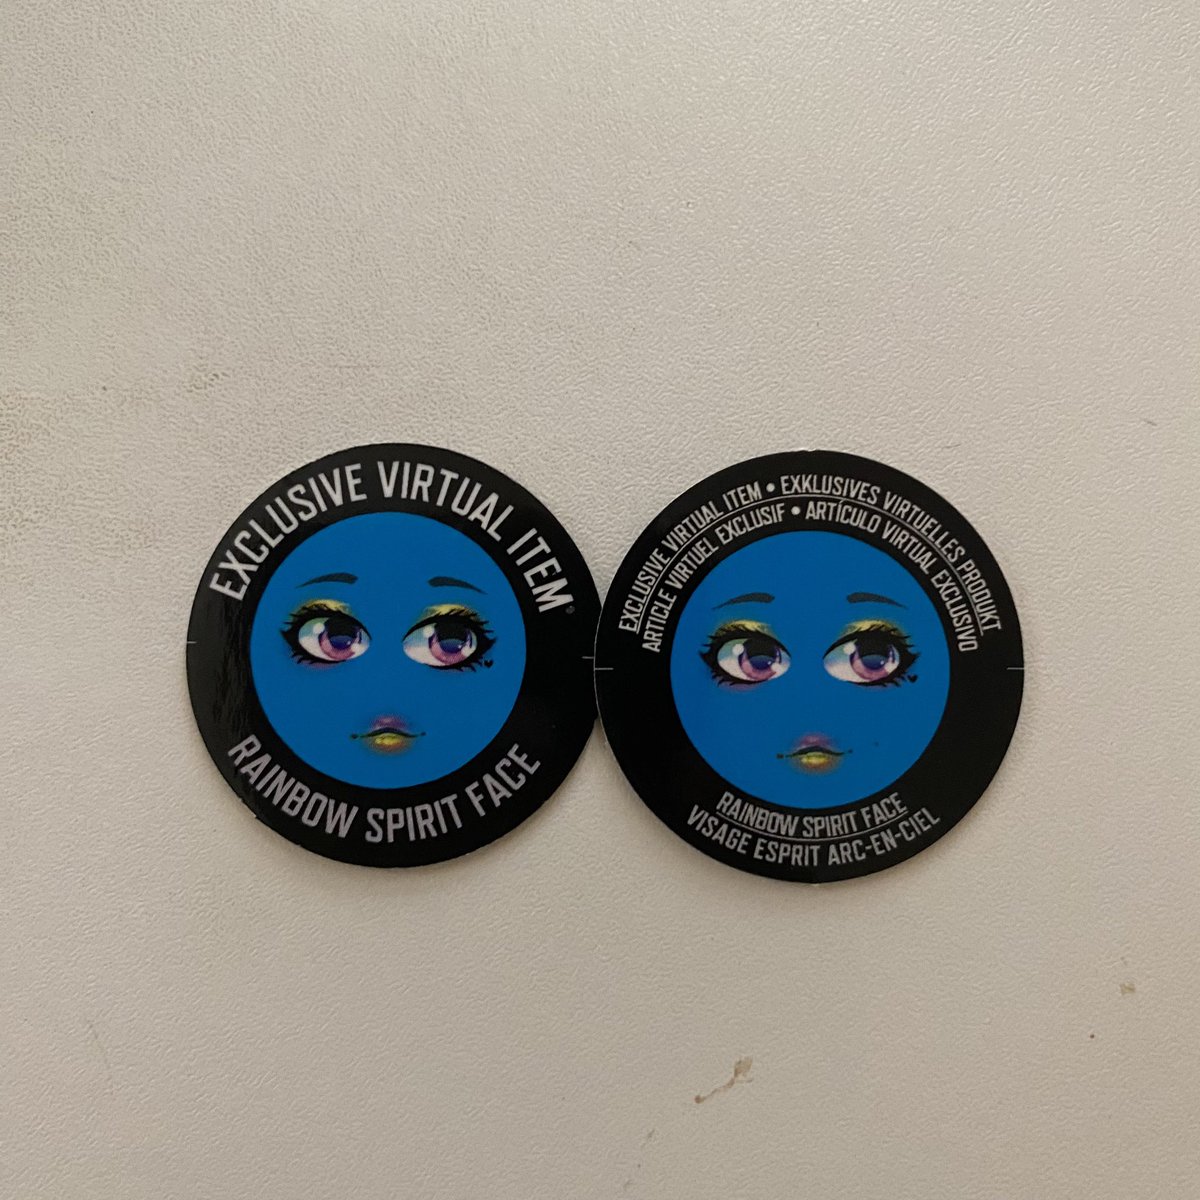 EXCLUSIVE VIRTUAL ITEM
RAINBOW SPIRIT FACE
EXCLUSIVE VIRTUAL ITEM • EXKLUSIVES VIRTUELLES PRODUKT
ARTICLE VIRTUEL EXCLUSIF • ARTÍCULO VIRTUAL EXCLUSIVO
RAINBOW SPIRIT FACE
VISAGE ESPRIT ARC-EN-CIEL